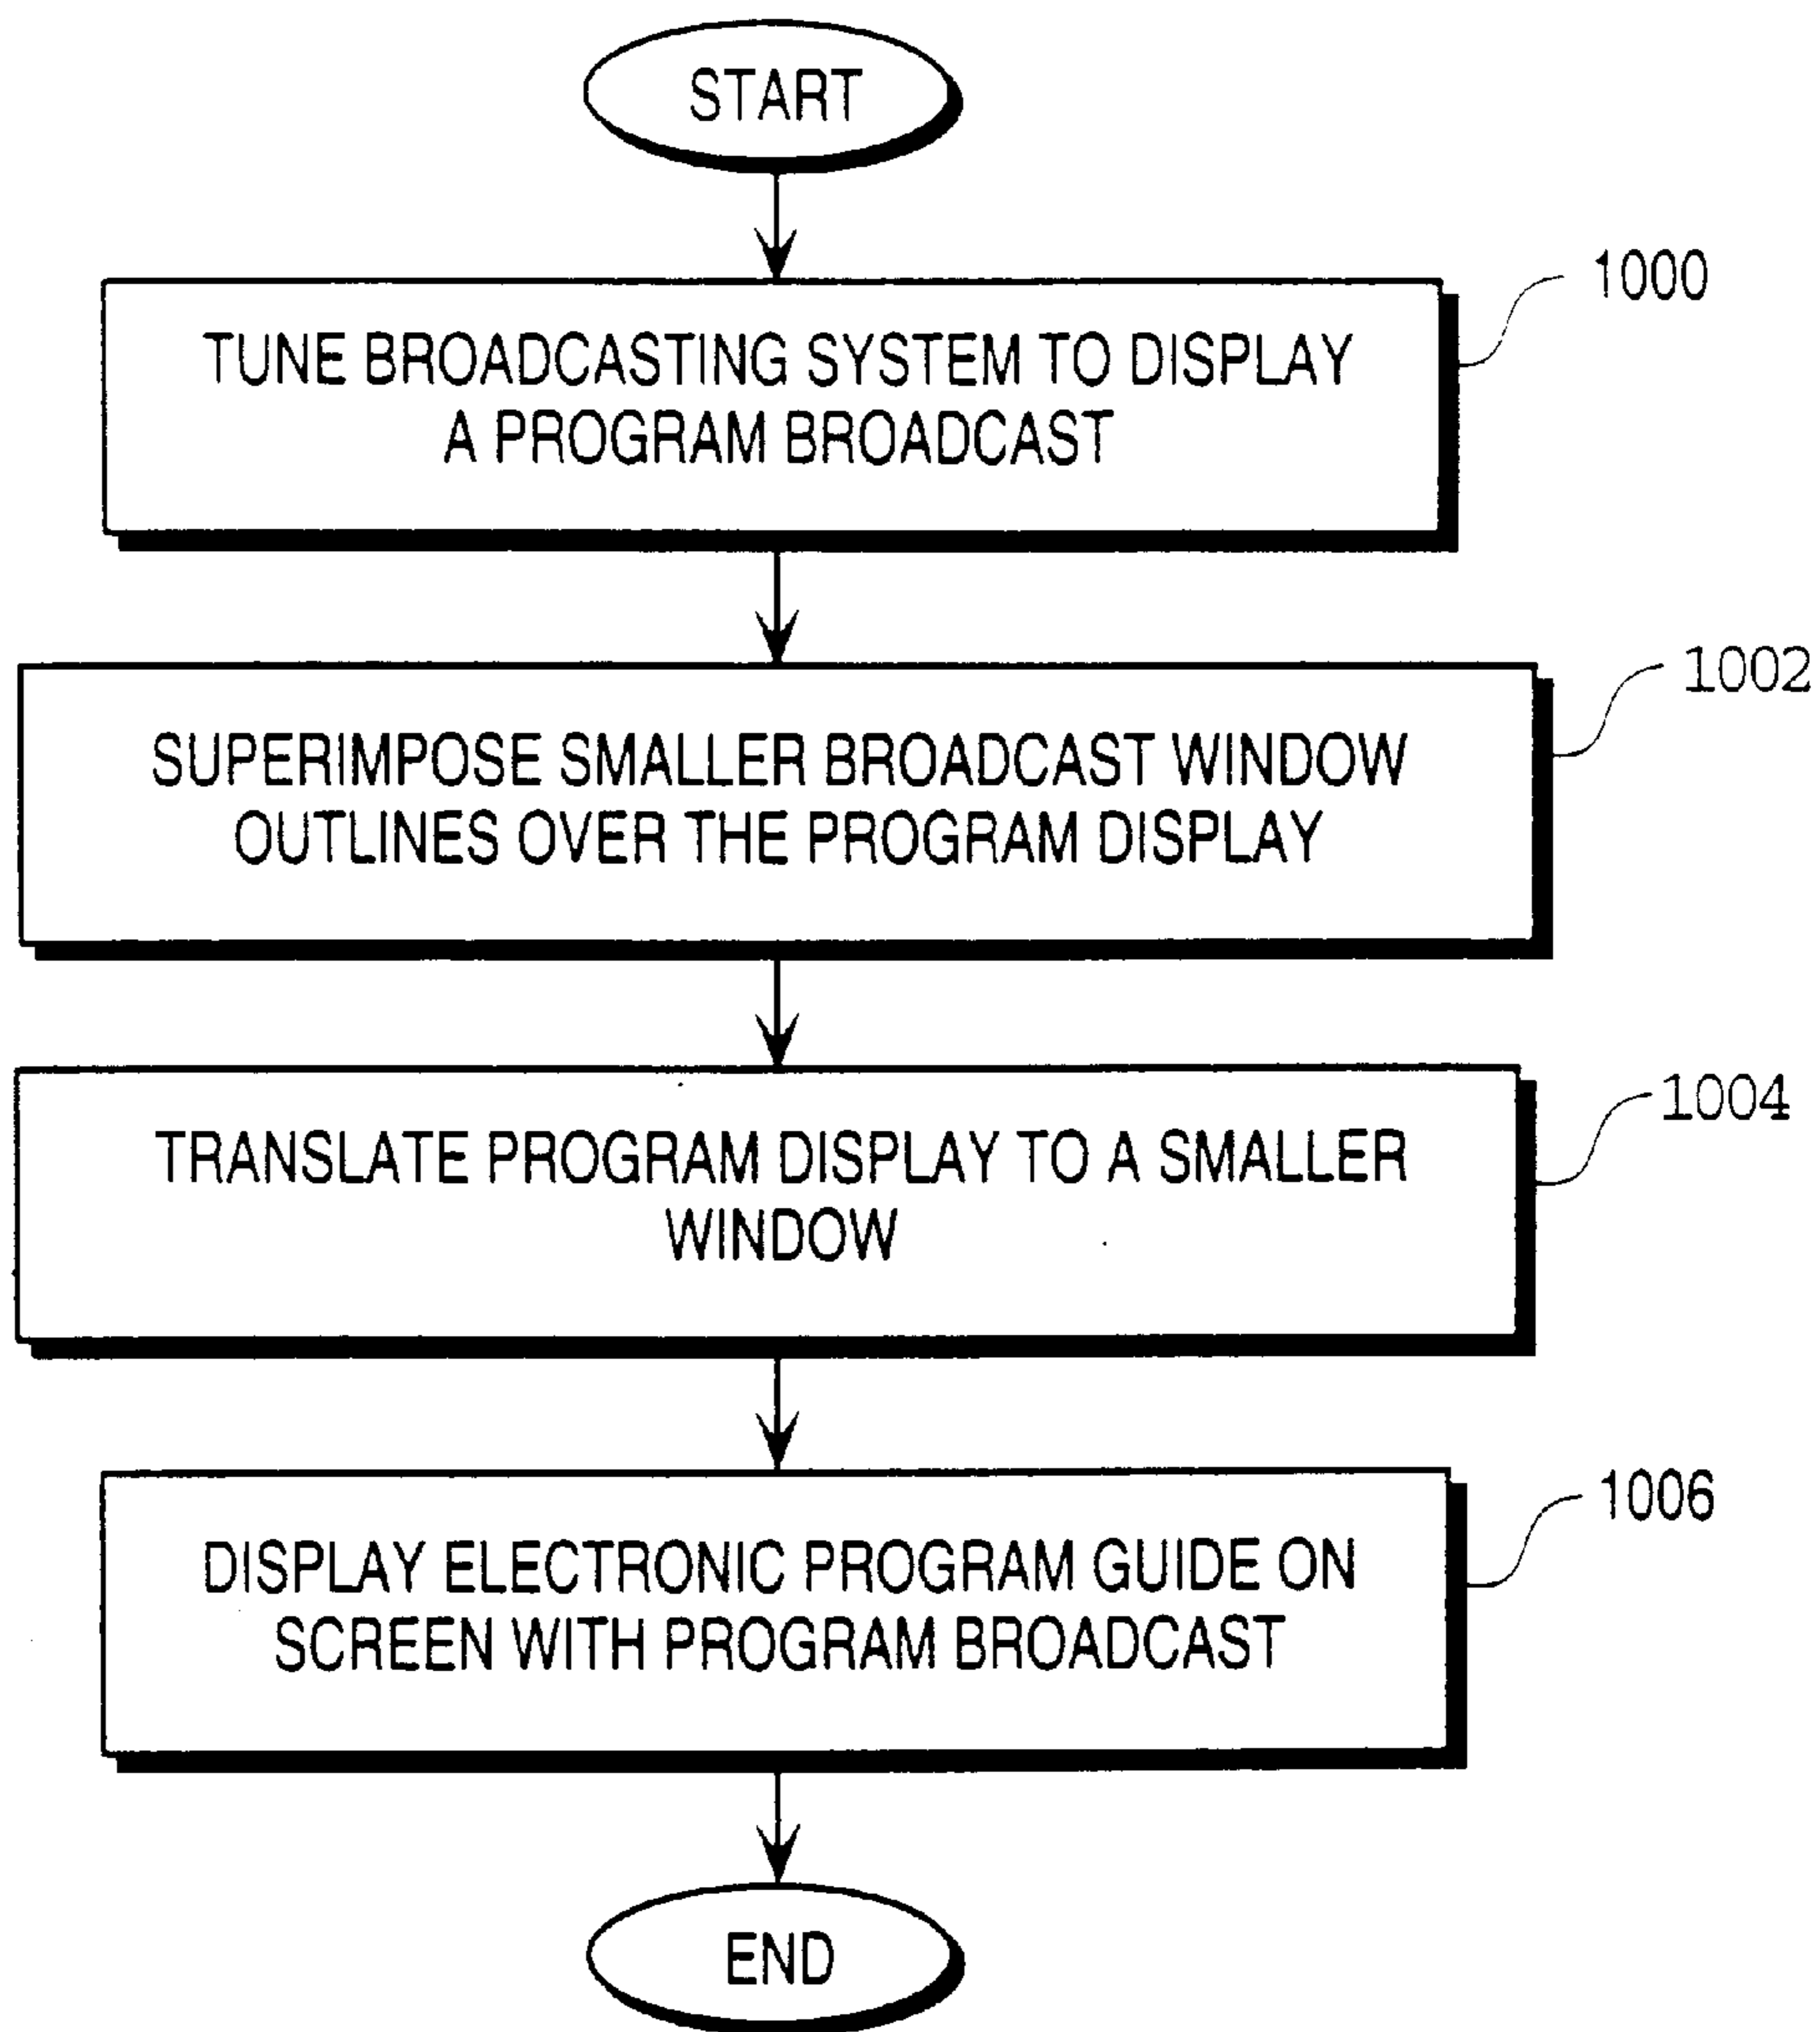 START
1000
TUNE BROADCASTING SYSTEM TO DISPLAY
A PROGRAM BROADCAST
1002
SUPERIMPOSE SMALLER BROADCAST WINDOW
OUTLINES OVER THE PROGRAM DISPLAY
1004
TRANSLATE PROGRAM DISPLAY TO A SMALLER
WINDOW
1006
DISPLAY ELECTRONIC PROGRAM GUIDE ON
SCREEN WITH PROGRAM BROADCAST
END